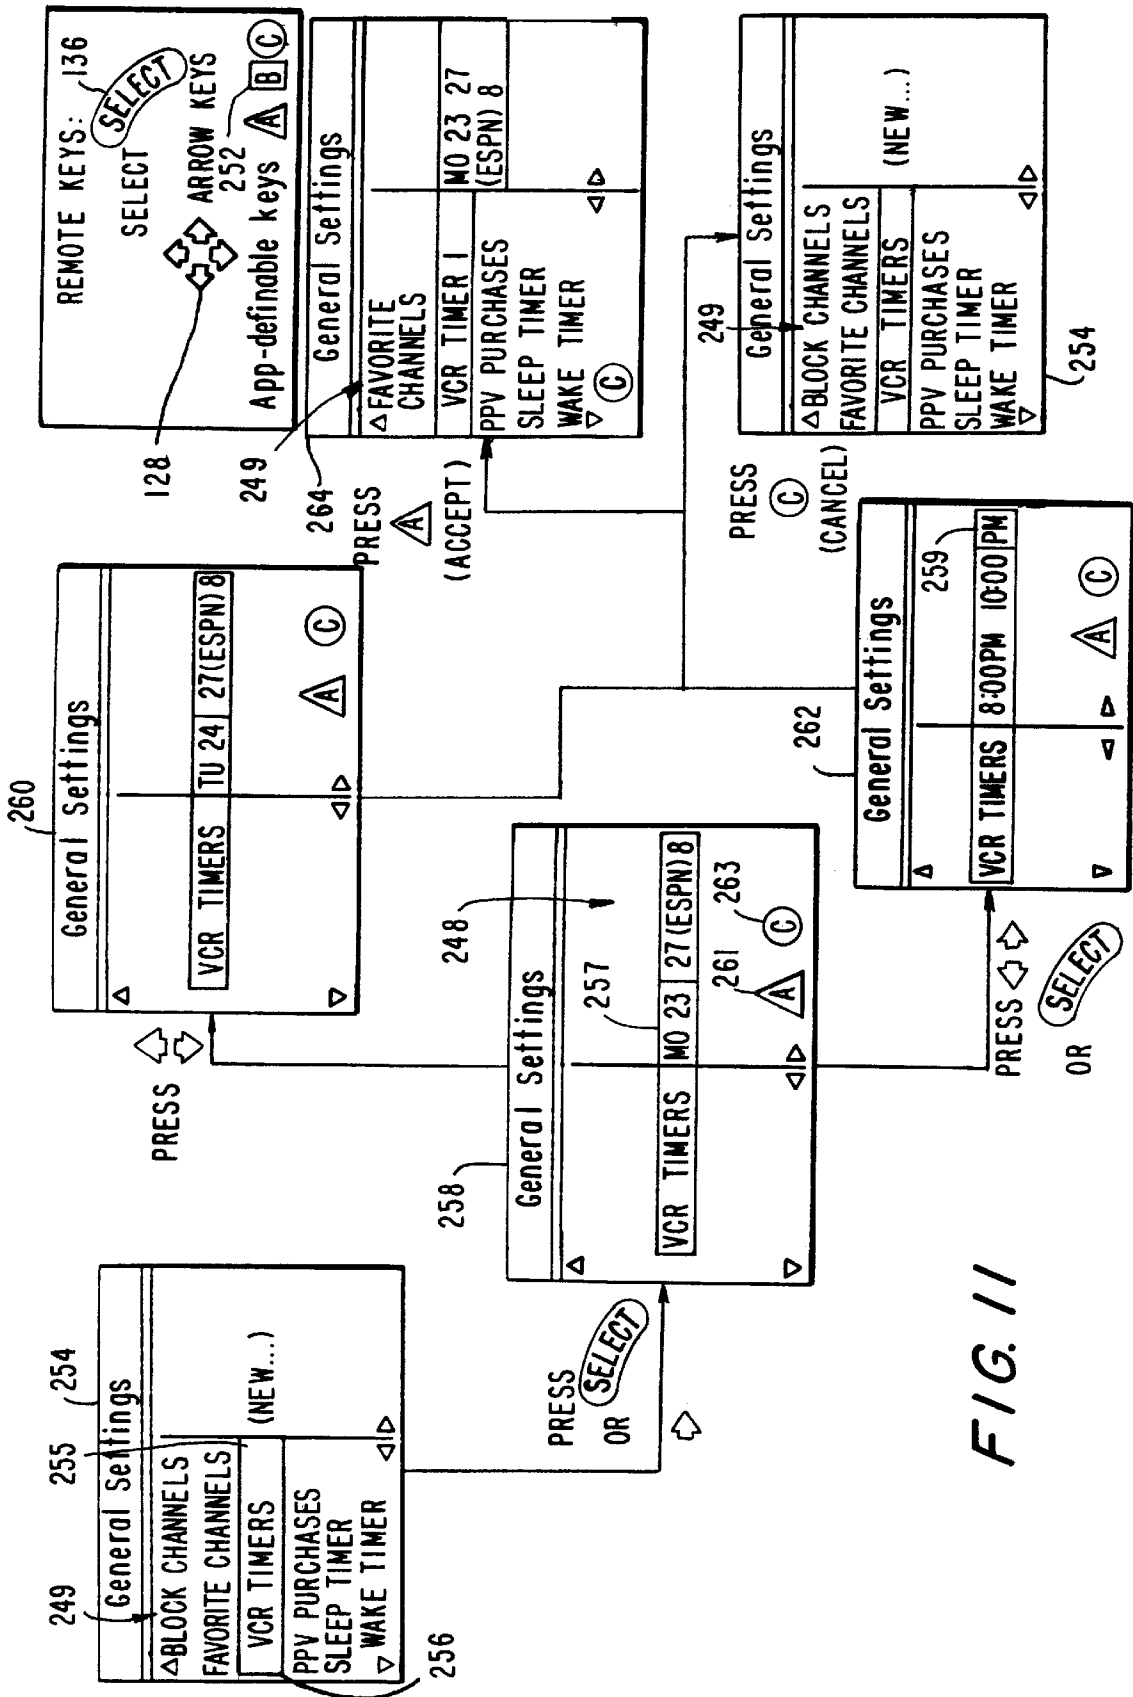 REMOTE KEYS:
136
SELECT
SELECT
ARROW KEYS
252
App-definable keys A B C
128
254
General Settings
249
255
BLOCK CHANNELS
FAVORITE CHANNELS
VCR TIMERS (NEW...)
PPV PURCHASES
SLEEP TIMER
WAKE TIMER
256
PRESS
SELECT
OR
258
General Settings
248
257
VCR TIMERS MO 23 27 (ESPN) 8
261
A
263
C
PRESS
260
General Settings
VCR TIMERS TU 24 27(ESPN) 8
A C
PRESS
OR
SELECT
262
General Settings
259
VCR TIMERS 8:00PM 10:00 PM
A C
PRESS
A
(ACCEPT)
264
249
General Settings
FAVORITE
CHANNELS
VCR TIMER 1 MO 23 27
(ESPN) 8
PPV PURCHASES
SLEEP TIMER
WAKE TIMER
C
PRESS
C
(CANCEL)
249
General Settings
BLOCK CHANNELS
FAVORITE CHANNELS
VCR TIMERS (NEW...)
PPV PURCHASES
SLEEP TIMER
WAKE TIMER
254
FIG. 11